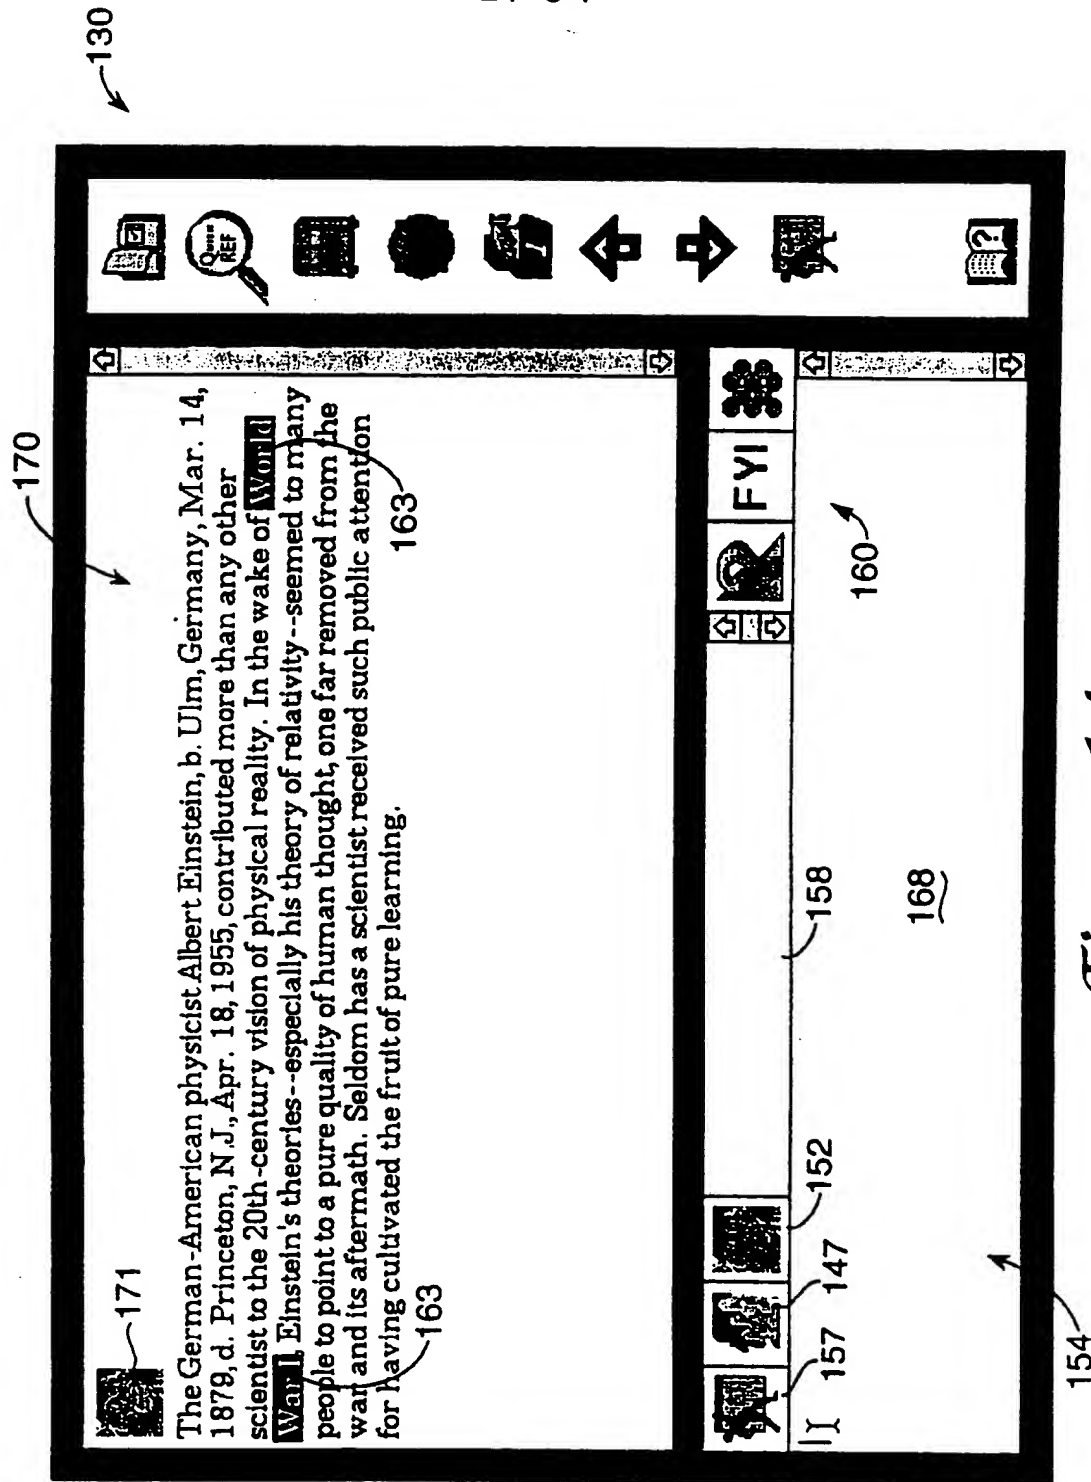 130
170
171
The German-American physicist Albert Einstein, b. Ulm, Germany, Mar. 14,
1879, d. Princeton, N.J., Apr. 18, 1955, contributed more than any other
scientist to the 20th-century vision of physical reality. In the wake of World
War I, Einstein's theories--especially his theory of relativity--seemed to many
people to point to a pure quality of human thought, one far removed from the
war and its aftermath. Seldom has a scientist received such public attention
for having cultivated the fruit of pure learning.
163
163
QUICK
REF
1
?
FYI
157
147
152
158
160
168
154